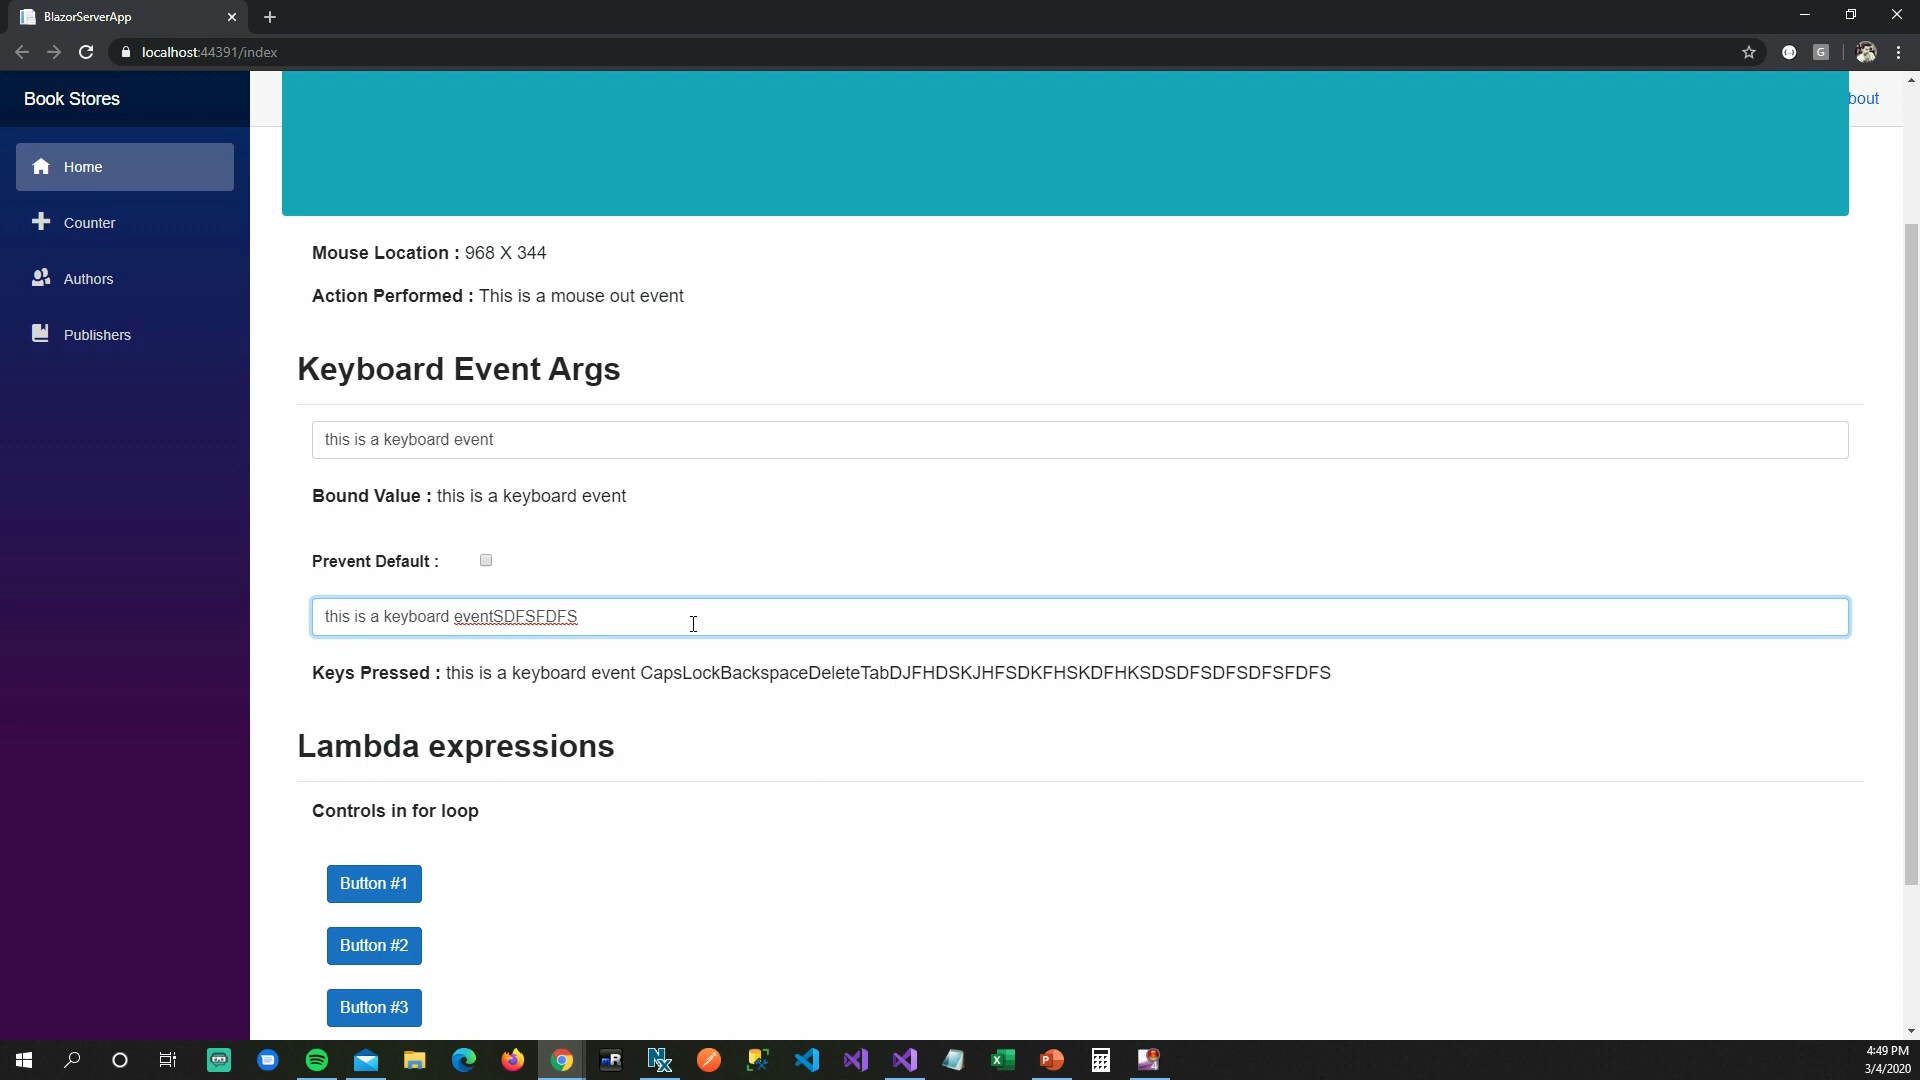 BlazorServerApp
localhost:44391/index
G
Book Stores
bout
Home
Counter
Authors
Publishers
Mouse Location : 968 X 344
Action Performed : This is a mouse out event
Keyboard Event Args
this is a keyboard event
Bound Value : this is a keyboard event
Prevent Default :
this is a keyboard eventSDFSFDFS
Keys Pressed : this is a keyboard event CapsLockBackspaceDeleteTabDJFHDSKJHFSDKFHSKDFHKSDSDFSDFSDFSFDFS
Lambda expressions
Controls in for loop
Button #1
Button #2
Button #3
4:49 PM
3/4/2020